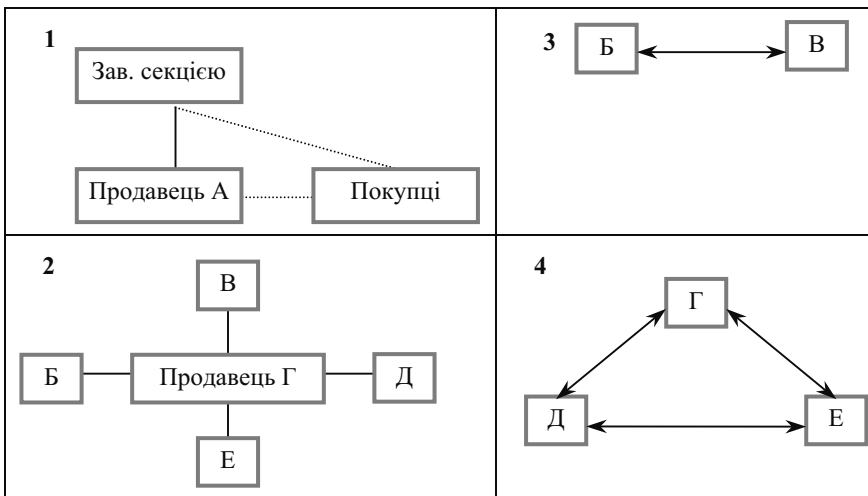 1
Зав. секцією
Продавець А
Покупці
3
Б
В
2
В
Б
Продавець Г
Д
Е
4
Г
Д
Е